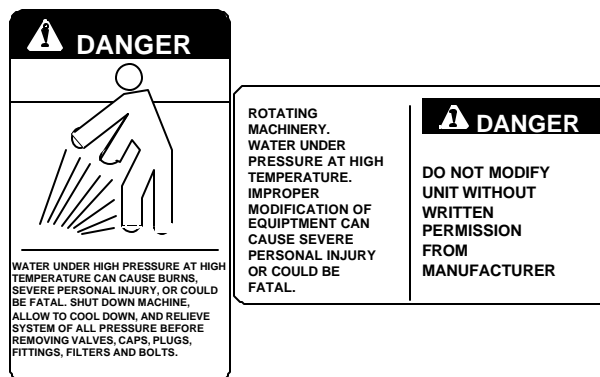 DANGER
WATER UNDER HIGH PRESSURE AT HIGH
TEMPERATURE CAN CAUSE BURNS,
SEVERE PERSONAL INJURY, OR COULD
BE FATAL. SHUT DOWN MACHINE,
ALLOW TO COOL DOWN, AND RELIEVE
SYSTEM OF ALL PRESSURE BEFORE
REMOVING VALVES, CAPS, PLUGS,
FITTINGS, FILTERS AND BOLTS.
ROTATING
MACHINERY.
WATER UNDER
PRESSURE AT HIGH
TEMPERATURE.
IMPROPER
MODIFICATION OF
EQUIPTMENT CAN
CAUSE SEVERE
PERSONAL INJURY
OR COULD BE
FATAL.
DANGER
DO NOT MODIFY
UNIT WITHOUT
WRITTEN
PERMISSION
FROM
MANUFACTURER